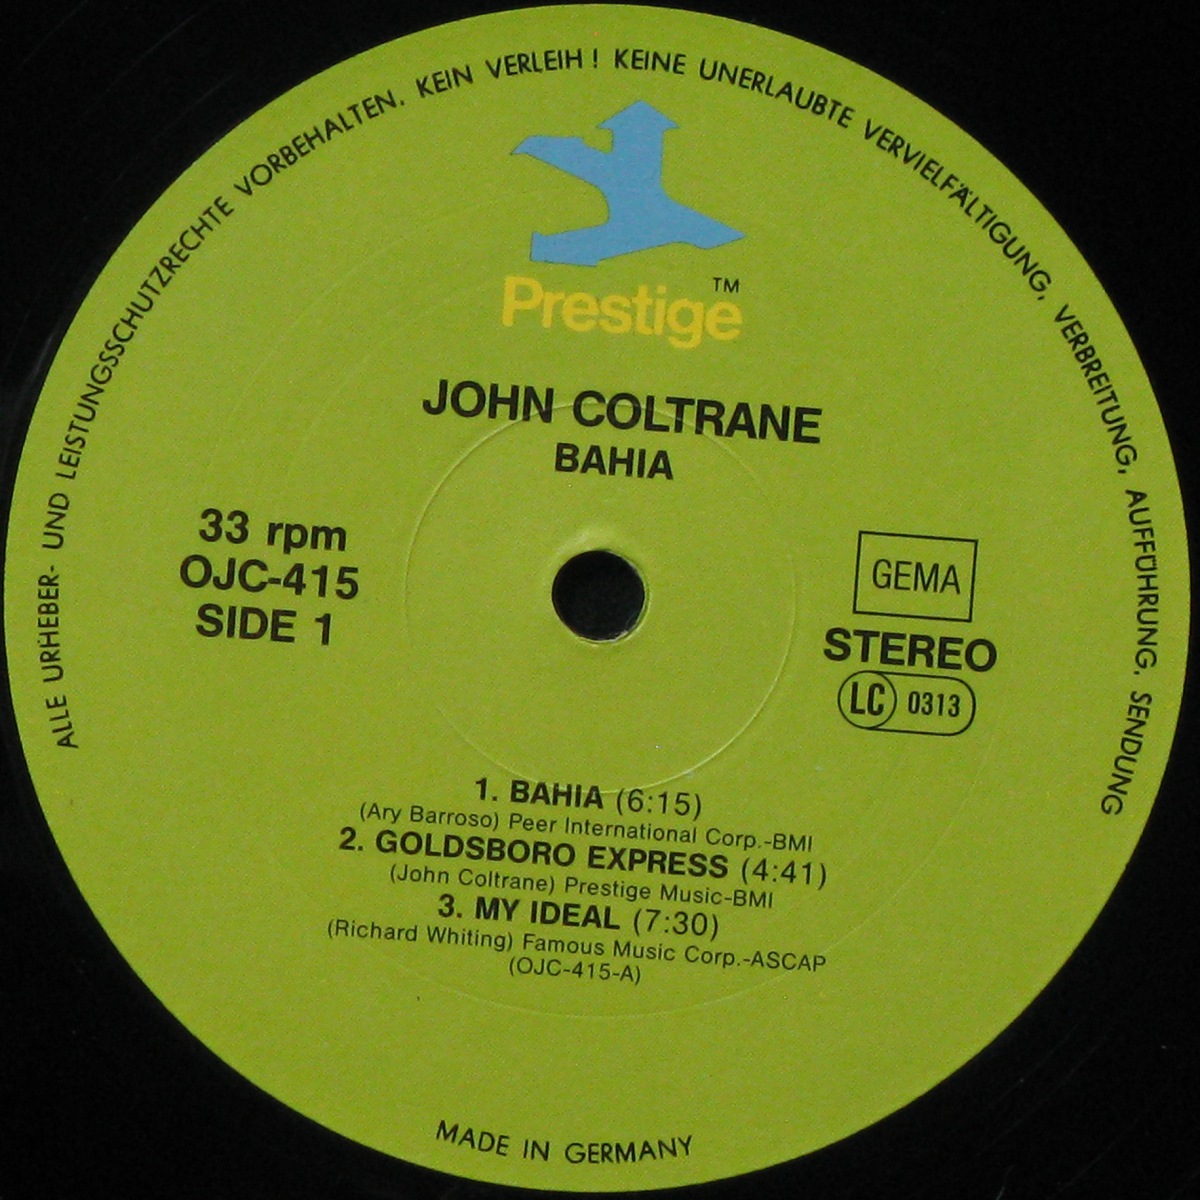 ALLE URHEBER- UND LEISTUNGSSCHUTZRECHTE VORBEHALTEN. KEIN VERLEIH! KEINE UNERLAUBTE VERVIELFÄLTIGUNG, VERBREITUNG, AUFFÜHRUNG, SENDUNG
Prestige TM
JOHN COLTRANE
BAHIA
33 rpm
OJC-415
SIDE 1
GEMA
STEREO
LC 0313
1. BAHIA (6:15)
(Ary Barroso) Peer International Corp.-BMI
2. GOLDSBORO EXPRESS (4:41)
(John Coltrane) Prestige Music-BMI
3. MY IDEAL (7:30)
(Richard Whiting) Famous Music Corp.-ASCAP
(OJC-415-A)
MADE IN GERMANY